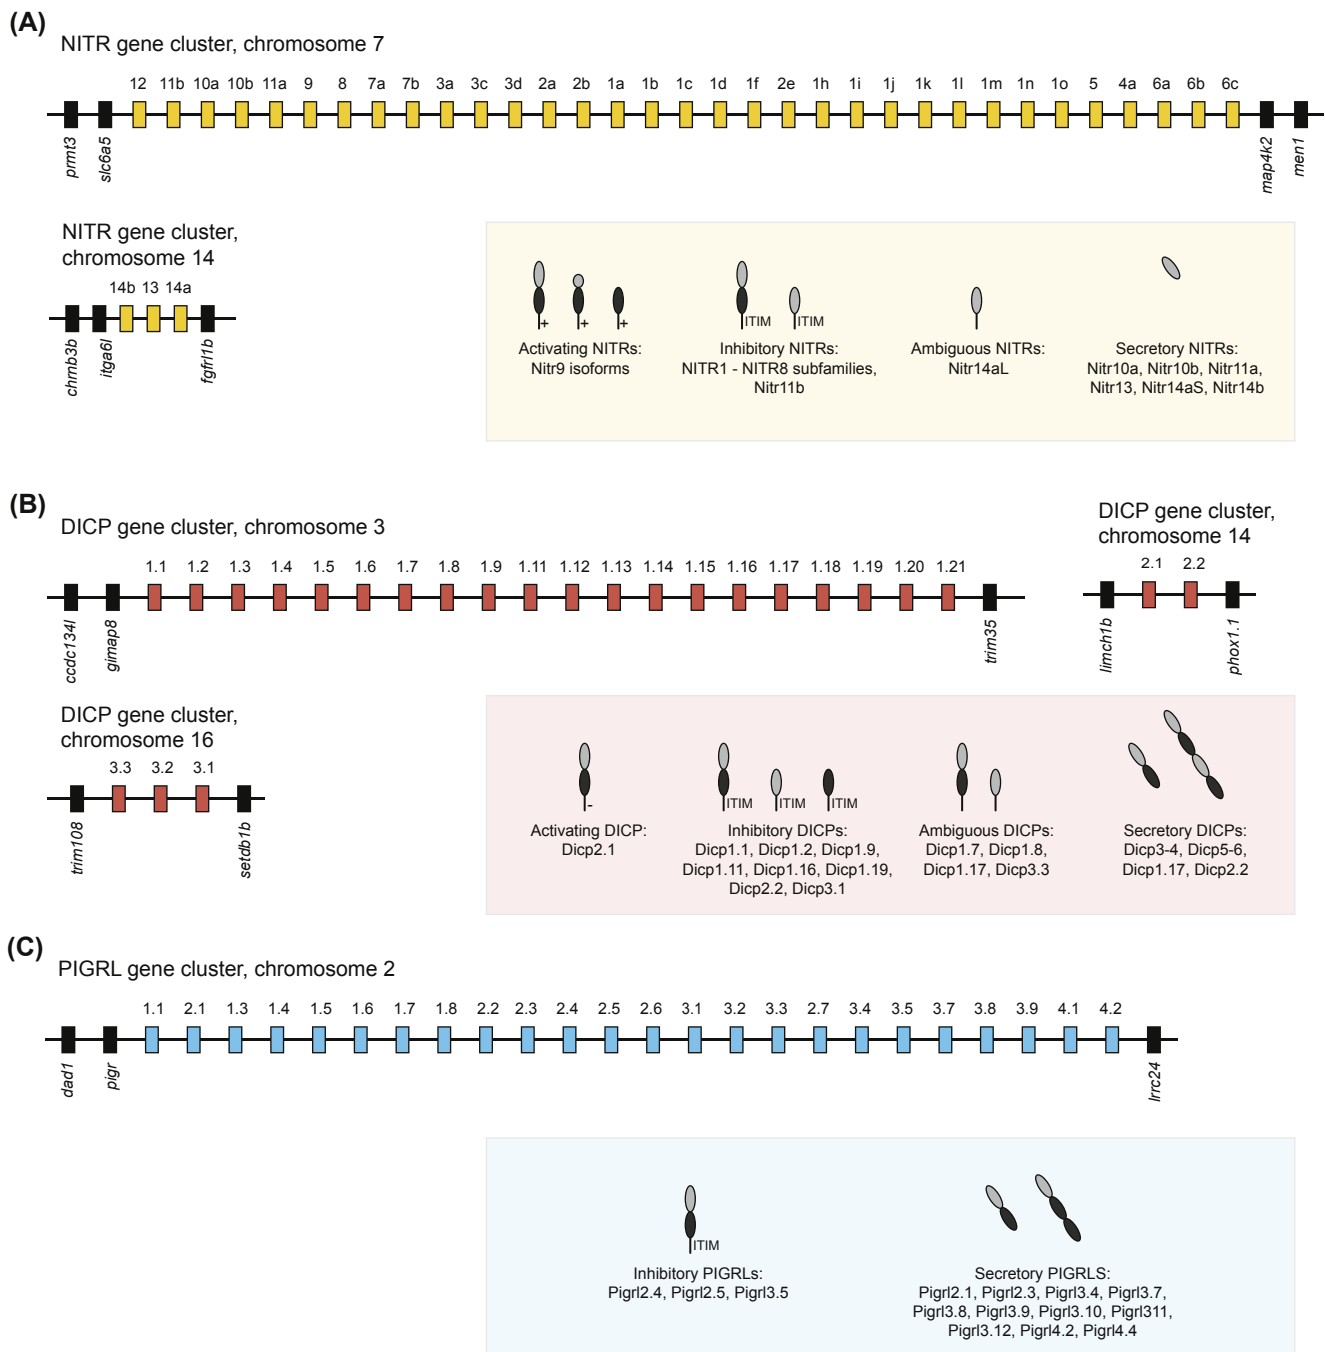 (A)
NITR gene cluster, chromosome 7
12 11b 10a 10b 11a 9 8 7a 7b 3a 3c 3d 2a 2b 1a 1b 1c 1d 1f 2e 1h 1i 1j 1k 1l 1m 1n 1o 5 4a 6a 6b 6c
prmt3 slc6a5 map4k2 men1
NITR gene cluster,
chromosome 14
14b 13 14a
chrnb3b itga6l fgfrl1b
+ + + ITIM ITIM
Activating NITRs:
Nitr9 isoforms
Inhibitory NITRs:
NITR1 - NITR8 subfamilies,
Nitr11b
Ambiguous NITRs:
Nitr14aL
Secretory NITRs:
Nitr10a, Nitr10b, Nitr11a,
Nitr13, Nitr14aS, Nitr14b
(B)
DICP gene cluster, chromosome 3
1.1 1.2 1.3 1.4 1.5 1.6 1.7 1.8 1.9 1.11 1.12 1.13 1.14 1.15 1.16 1.17 1.18 1.19 1.20 1.21
ccdc134l gimap8 trim35
DICP gene cluster,
chromosome 14
2.1 2.2
limch1b phox1.1
DICP gene cluster,
chromosome 16
3.3 3.2 3.1
trim108 setdb1b
- ITIM ITIM ITIM
Activating DICP:
Dicp2.1
Inhibitory DICPs:
Dicp1.1, Dicp1.2, Dicp1.9,
Dicp1.11, Dicp1.16, Dicp1.19,
Dicp2.2, Dicp3.1
Ambiguous DICPs:
Dicp1.7, Dicp1.8,
Dicp1.17, Dicp3.3
Secretory DICPs:
Dicp3-4, Dicp5-6,
Dicp1.17, Dicp2.2
(C)
PIGRL gene cluster, chromosome 2
1.1 2.1 1.3 1.4 1.5 1.6 1.7 1.8 2.2 2.3 2.4 2.5 2.6 3.1 3.2 3.3 2.7 3.4 3.5 3.7 3.8 3.9 4.1 4.2
dad1 pigr lrrc24
ITIM
Inhibitory PIGRLs:
Pigrl2.4, Pigrl2.5, Pigrl3.5
Secretory PIGRLS:
Pigrl2.1, Pigrl2.3, Pigrl3.4, Pigrl3.7,
Pigrl3.8, Pigrl3.9, Pigrl3.10, Pigrl311,
Pigrl3.12, Pigrl4.2, Pigrl4.4